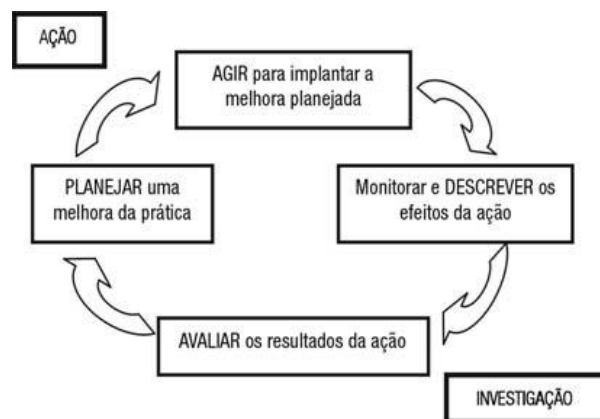 AÇÃO
AGIR para implantar a
melhora planejada
PLANEJAR uma
melhora da prática
Monitorar e DESCREVER os
efeitos da ação
AVALIAR os resultados da ação
INVESTIGAÇÃO